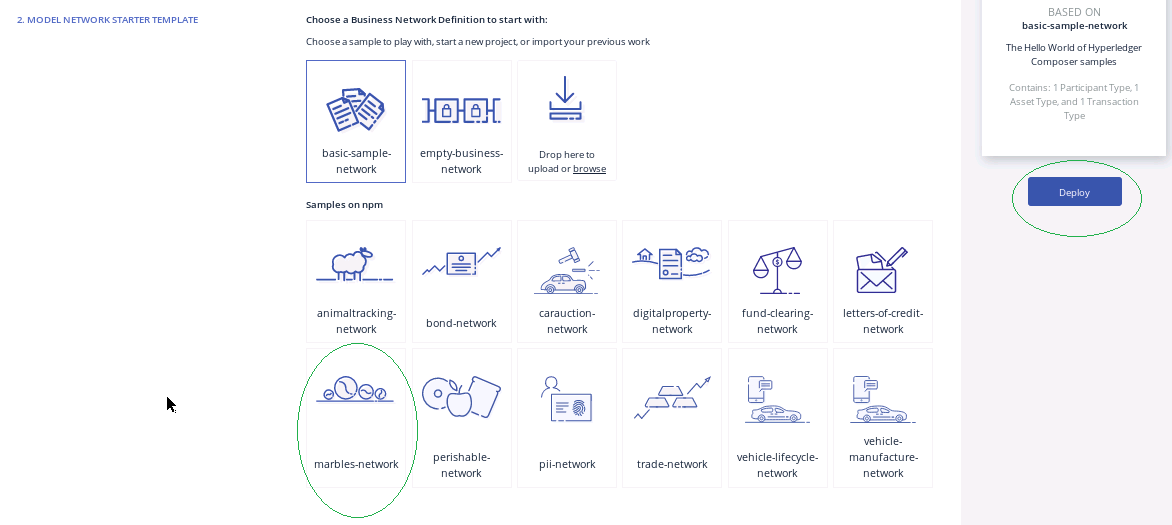 2. MODEL NETWORK STARTER TEMPLATE
Choose a Business Network Definition to start with:
Choose a sample to play with, start a new project, or import your previous work
basic-sample-
network
empty-business-
network
Drop here to
upload or browse
Samples on npm
animaltracking-
network
bond-network
carauction-
network
digitalproperty-
network
fund-clearing-
network
letters-of-credit-
network
marbles-network
perishable-
network
pii-network
trade-network
vehicle-lifecycle-
network
vehicle-
manufacture-
network
BASED ON
basic-sample-network
The Hello World of Hyperledger
Composer samples
Contains: 1 Participant Type, 1
Asset Type, and 1 Transaction
Type
Deploy